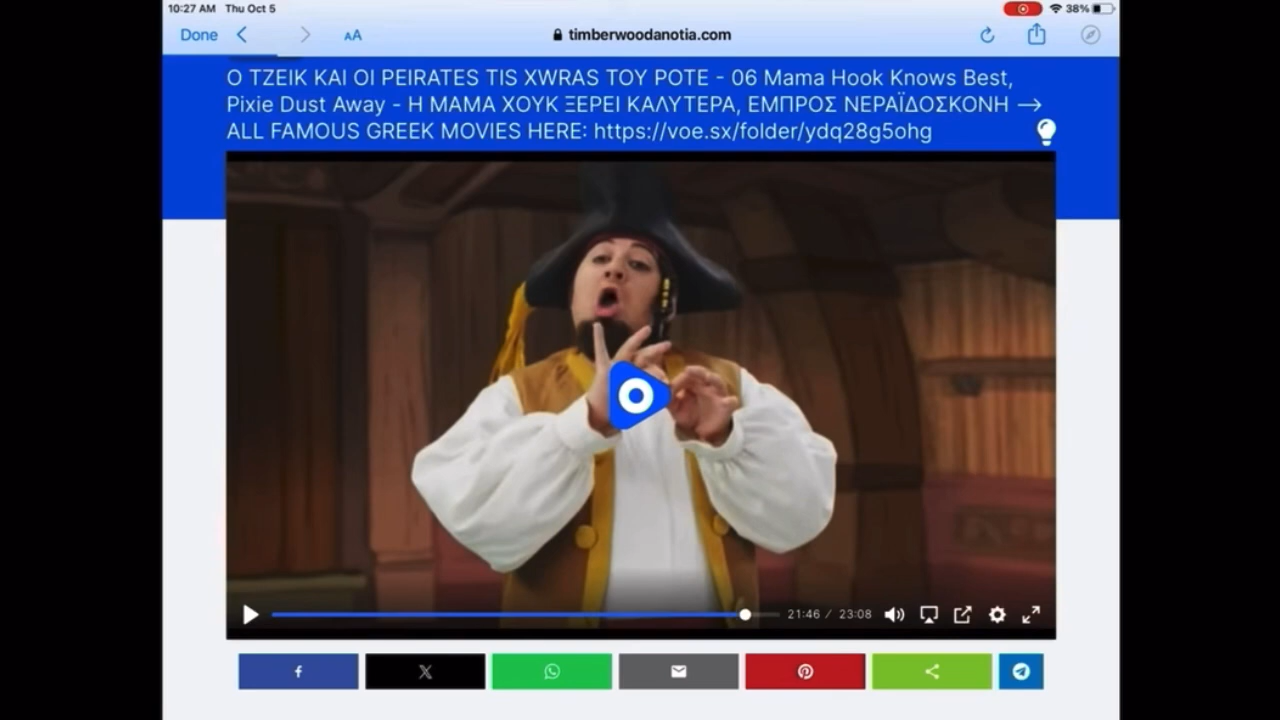 10:27 AM Thu Oct 5
38%
Done
AA
timberwoodanotia.com
Ο ΤΖΕΙΚ ΚΑΙ ΟΙ PEIRATES TIS XWRAS TOY POTE - 06 Mama Hook Knows Best,
Pixie Dust Away - Η ΜΑΜΑ ΧΟΥΚ ΞΕΡΕΙ ΚΑΛΥΤΕΡΑ, ΕΜΠΡΟΣ ΝΕΡΑΪΔΟΣΚΟΝΗ →
ALL FAMOUS GREEK MOVIES HERE: https://voe.sx/folder/ydq28g5ohg
21:46 / 23:08